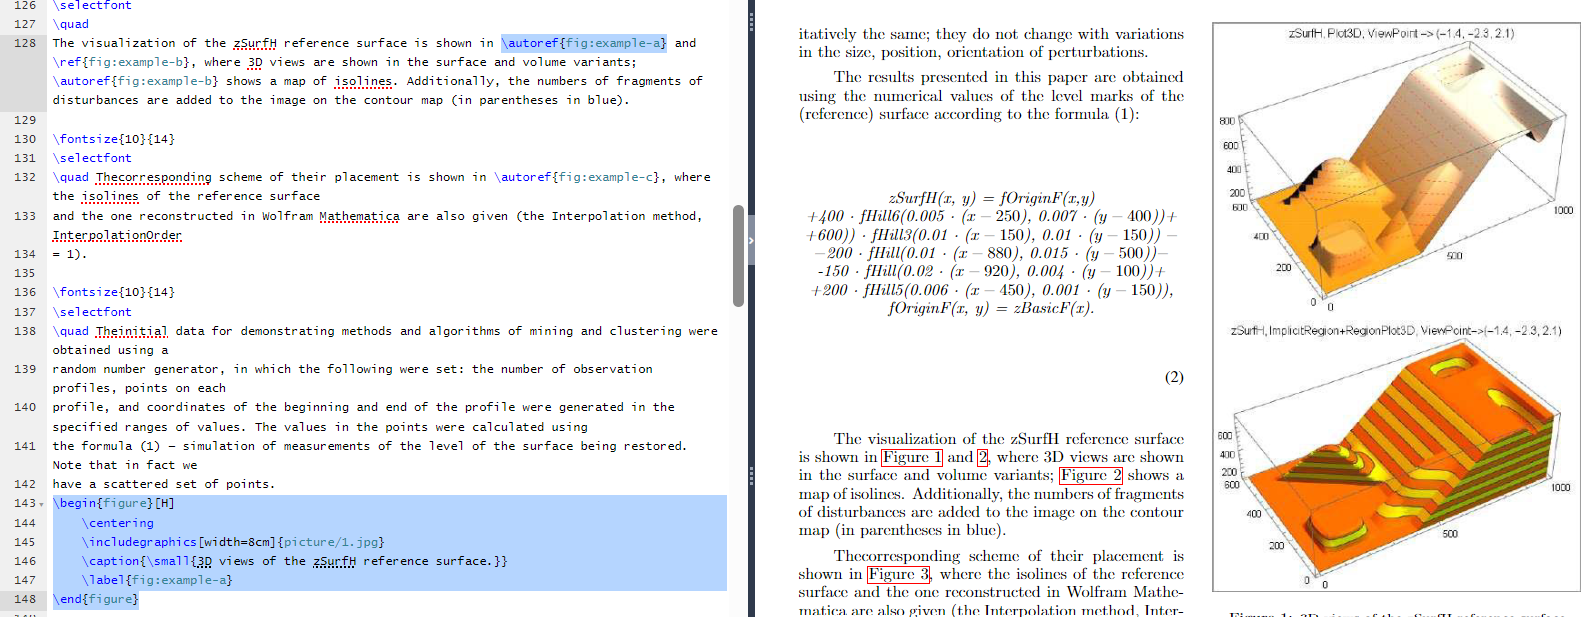 126 \selectfont
127 \quad
128 The visualization of the zSurfH reference surface is shown in \autoref{fig:example-a} and
\ref{fig:example-b}, where 3D views are shown in the surface and volume variants;
\autoref{fig:example-b} shows a map of isolines. Additionally, the numbers of fragments of
disturbances are added to the image on the contour map (in parentheses in blue).
129
130 \fontsize{10}{14}
131 \selectfont
132 \quad Thecorresponding scheme of their placement is shown in \autoref{fig:example-c}, where
the isolines of the reference surface
133 and the one reconstructed in Wolfram Mathematica are also given (the Interpolation method,
InterpolationOrder
134 = 1).
135
136 \fontsize{10}{14}
137 \selectfont
138 \quad Theinitial data for demonstrating methods and algorithms of mining and clustering were
obtained using a
139 random number generator, in which the following were set: the number of observation
profiles, points on each
140 profile, and coordinates of the beginning and end of the profile were generated in the
specified ranges of values. The values in the points were calculated using
141 the formula (1) – simulation of measurements of the level of the surface being restored.
Note that in fact we
142 have a scattered set of points.
143 \begin{figure}[H]
144 \centering
145 \includegraphics[width=8cm]{picture/1.jpg}
146 \caption{\small{3D views of the zSurfH reference surface.}}
147 \label{fig:example-a}
148 \end{figure}
itatively the same; they do not change with variations
in the size, position, orientation of perturbations.
The results presented in this paper are obtained
using the numerical values of the level marks of the
(reference) surface according to the formula (1):
zSurfH(x, y) = fOriginF(x,y)
+400 · fHill6(0.005 · (x − 250), 0.007 · (y − 400))+
+600)) · fHill3(0.01 · (x − 150), 0.01 · (y − 150)) −
−200 · fHill(0.01 · (x − 880), 0.015 · (y − 500))−
-150 · fHill(0.02 · (x − 920), 0.004 · (y − 100))+
+200 · fHill5(0.006 · (x − 450), 0.001 · (y − 150)),
fOriginF(x, y) = zBasicF(x).
(2)
The visualization of the zSurfH reference surface
is shown in Figure 1 and 2, where 3D views are shown
in the surface and volume variants; Figure 2 shows a
map of isolines. Additionally, the numbers of fragments
of disturbances are added to the image on the contour
map (in parentheses in blue).
Thecorresponding scheme of their placement is
shown in Figure 3, where the isolines of the reference
surface and the one reconstructed in Wolfram Mathe-
matica are also given (the Interpolation method, Inter-
zSurfH, Plot3D, ViewPoint −> (−1.4, −2.3, 2.1)
800
600
400
200
600
400
200
0
0
500
1000
zSurfH, ImplicitRegion+RegionPlot3D, ViewPoint−>(−1.4, −2.3, 2.1)
600
400
200
600
400
200
0
0
500
1000
Figure 1: 3D views of the zSurfH reference surface.